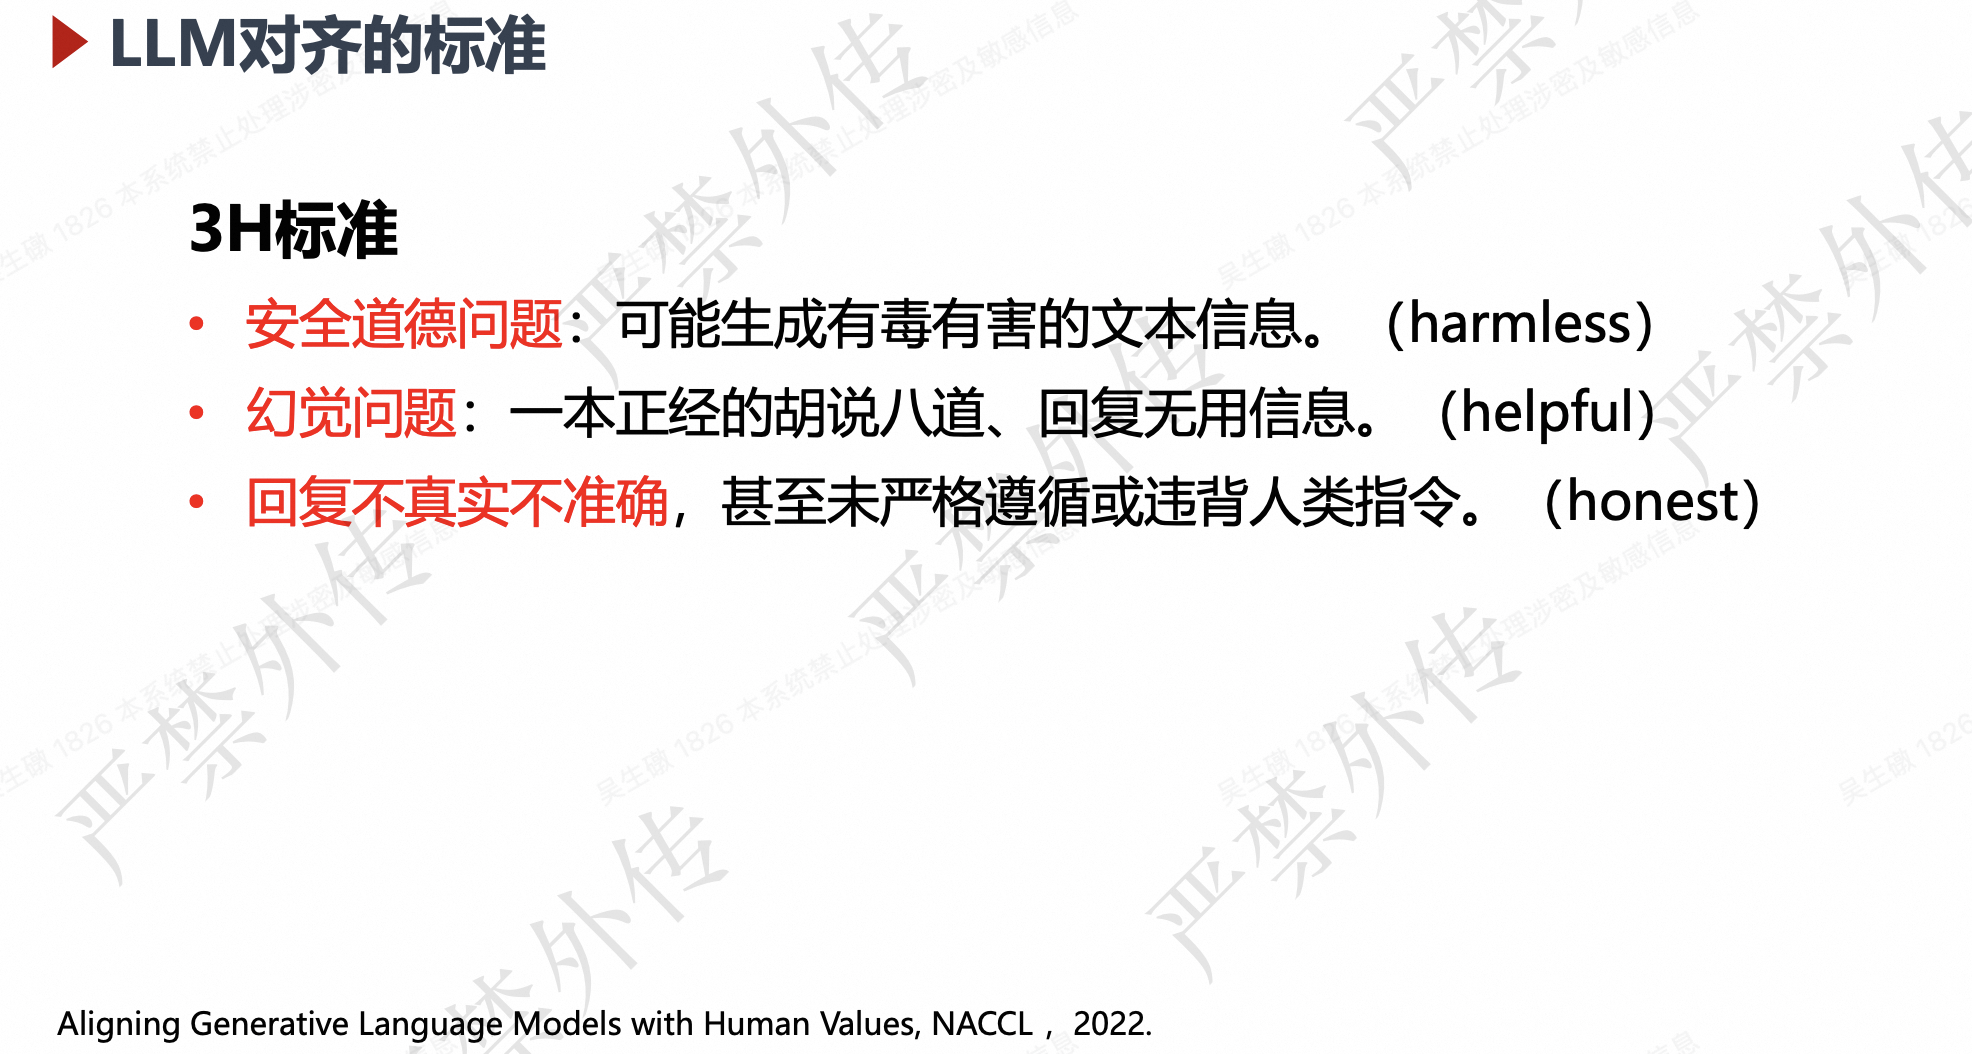 LLM对齐的标准
3H标准
• 安全道德问题：可能生成有毒有害的文本信息。（harmless）
• 幻觉问题：一本正经的胡说八道、回复无用信息。（helpful）
• 回复不真实不准确，甚至未严格遵循或违背人类指令。（honest）
Aligning Generative Language Models with Human Values, NACCL， 2022.
严禁外传
吴生礅 1826 本系统禁止处理涉密及敏感信息